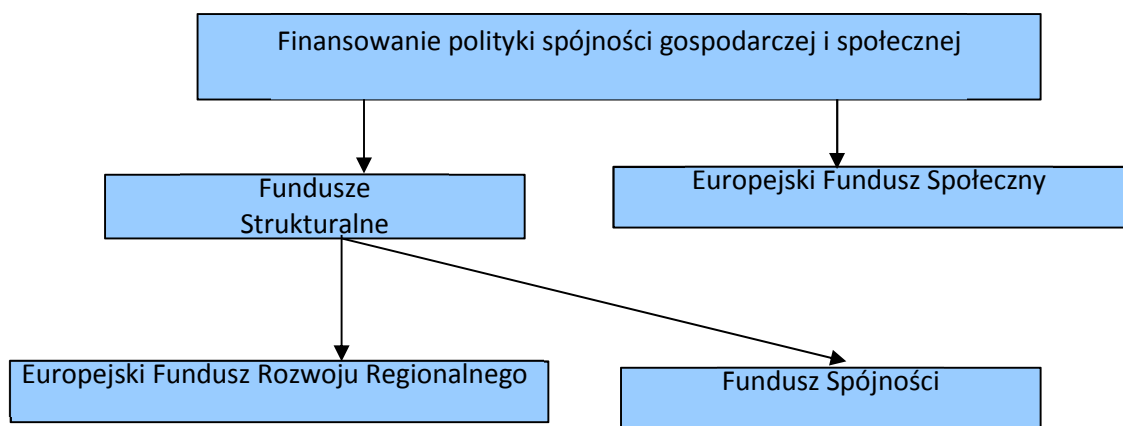 Finansowanie polityki spójności gospodarczej i społecznej
Fundusze
Strukturalne
Europejski Fundusz Społeczny
Europejski Fundusz Rozwoju Regionalnego
Fundusz Spójności